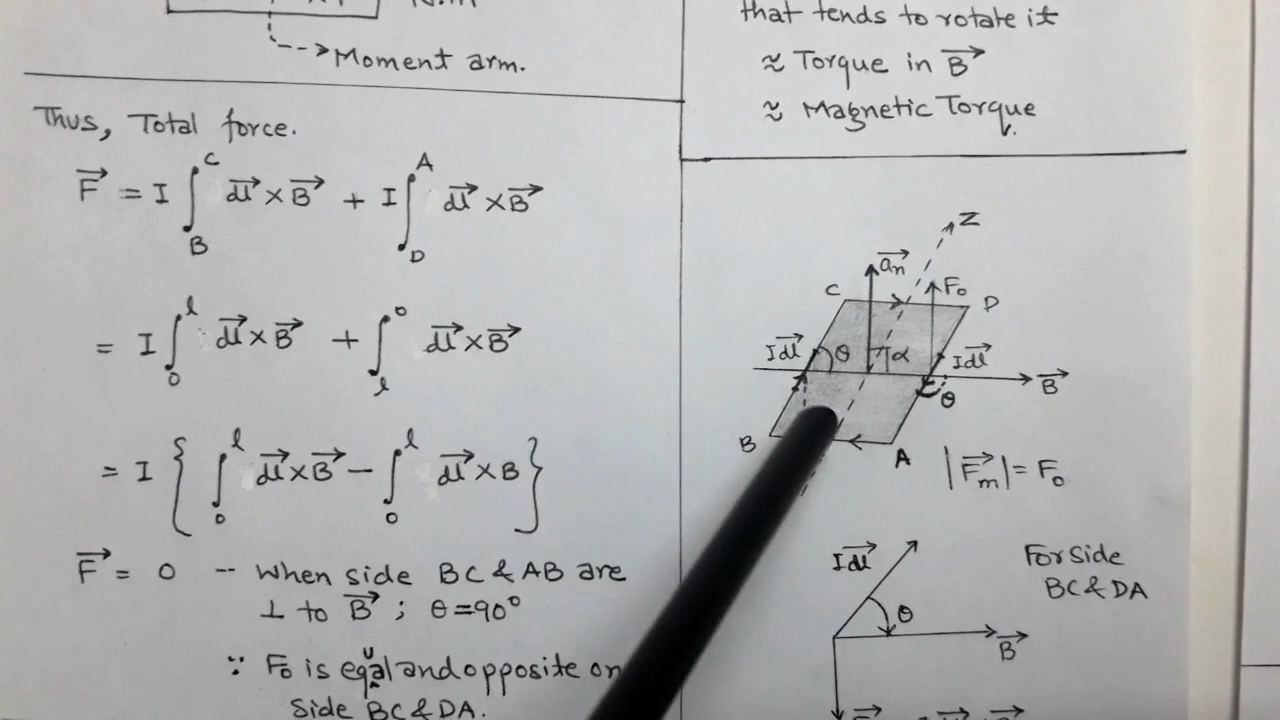 Moment arm.
Thus, Total force.
F⃗ = I ∫_B^C dl⃗ × B⃗ + I ∫_D^A dl⃗ × B⃗
= I ∫_0^l dl⃗ × B⃗ + ∫_l^0 dl⃗ × B⃗
= I { ∫_0^l dl⃗ × B⃗ − ∫_0^l dl⃗ × B }
F⃗ = 0 -- When side BC & AB are
⊥ to B⃗ ; θ = 90°
∵ F₀ is equal and opposite on
Side BC & DA.
that tends to rotate it
≈ Torque in B⃗
≈ Magnetic Torque
Z
a⃗n
F₀
C
D
Idl⃗
θ
α
Idl⃗
B⃗
θ
B
A
|F⃗m| = F₀
Idl⃗
For side
BC & DA
θ
B⃗